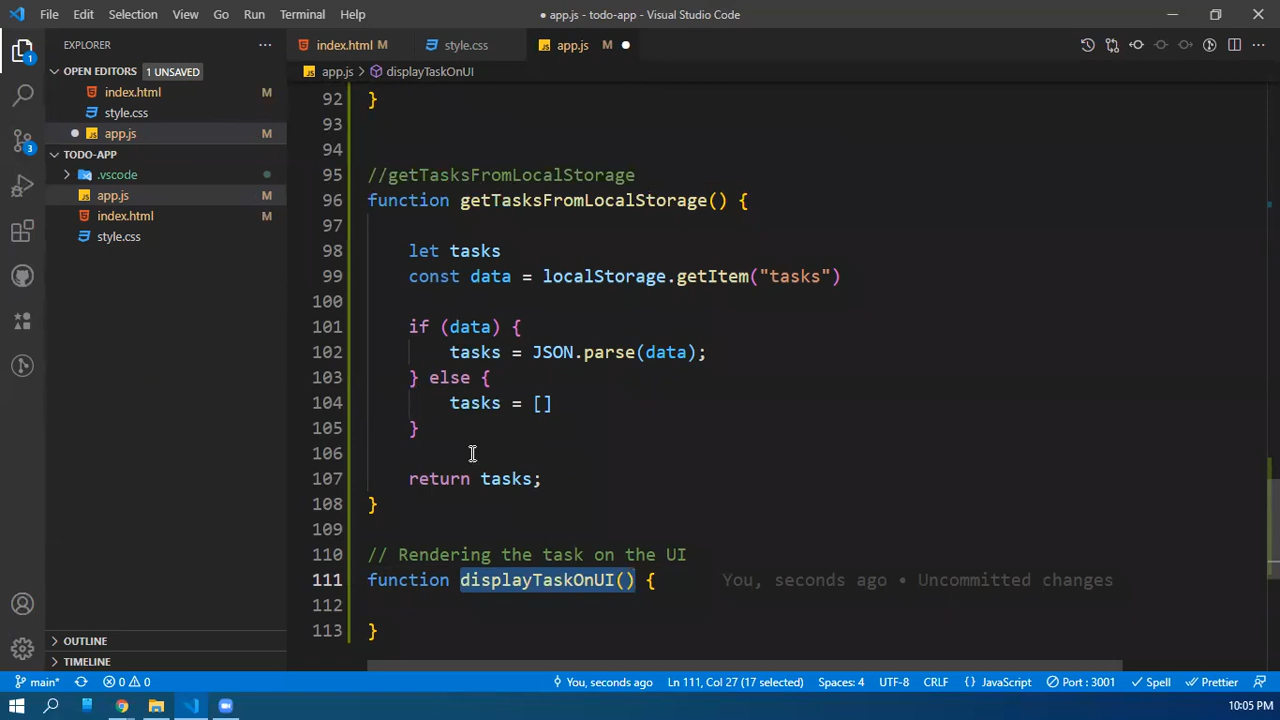 File Edit Selection View Go Run Terminal Help
● app.js - todo-app - Visual Studio Code
EXPLORER
index.html M
style.css
app.js M
OPEN EDITORS 1 UNSAVED
app.js > displayTaskOnUI
index.html M
style.css
app.js M
TODO-APP
.vscode
app.js M
index.html M
style.css
92 }
93
94
95 //getTasksFromLocalStorage
96 function getTasksFromLocalStorage() {
97
98 let tasks
99 const data = localStorage.getItem("tasks")
100
101 if (data) {
102 tasks = JSON.parse(data);
103 } else {
104 tasks = []
105 }
106
107 return tasks;
108 }
109
110 // Rendering the task on the UI
111 function displayTaskOnUI() { You, seconds ago • Uncommitted changes
112
113 }
1
3
OUTLINE
TIMELINE
main* 0 0 You, seconds ago Ln 111, Col 27 (17 selected) Spaces: 4 UTF-8 CRLF {} JavaScript Port : 3001 Spell Prettier
10:05 PM